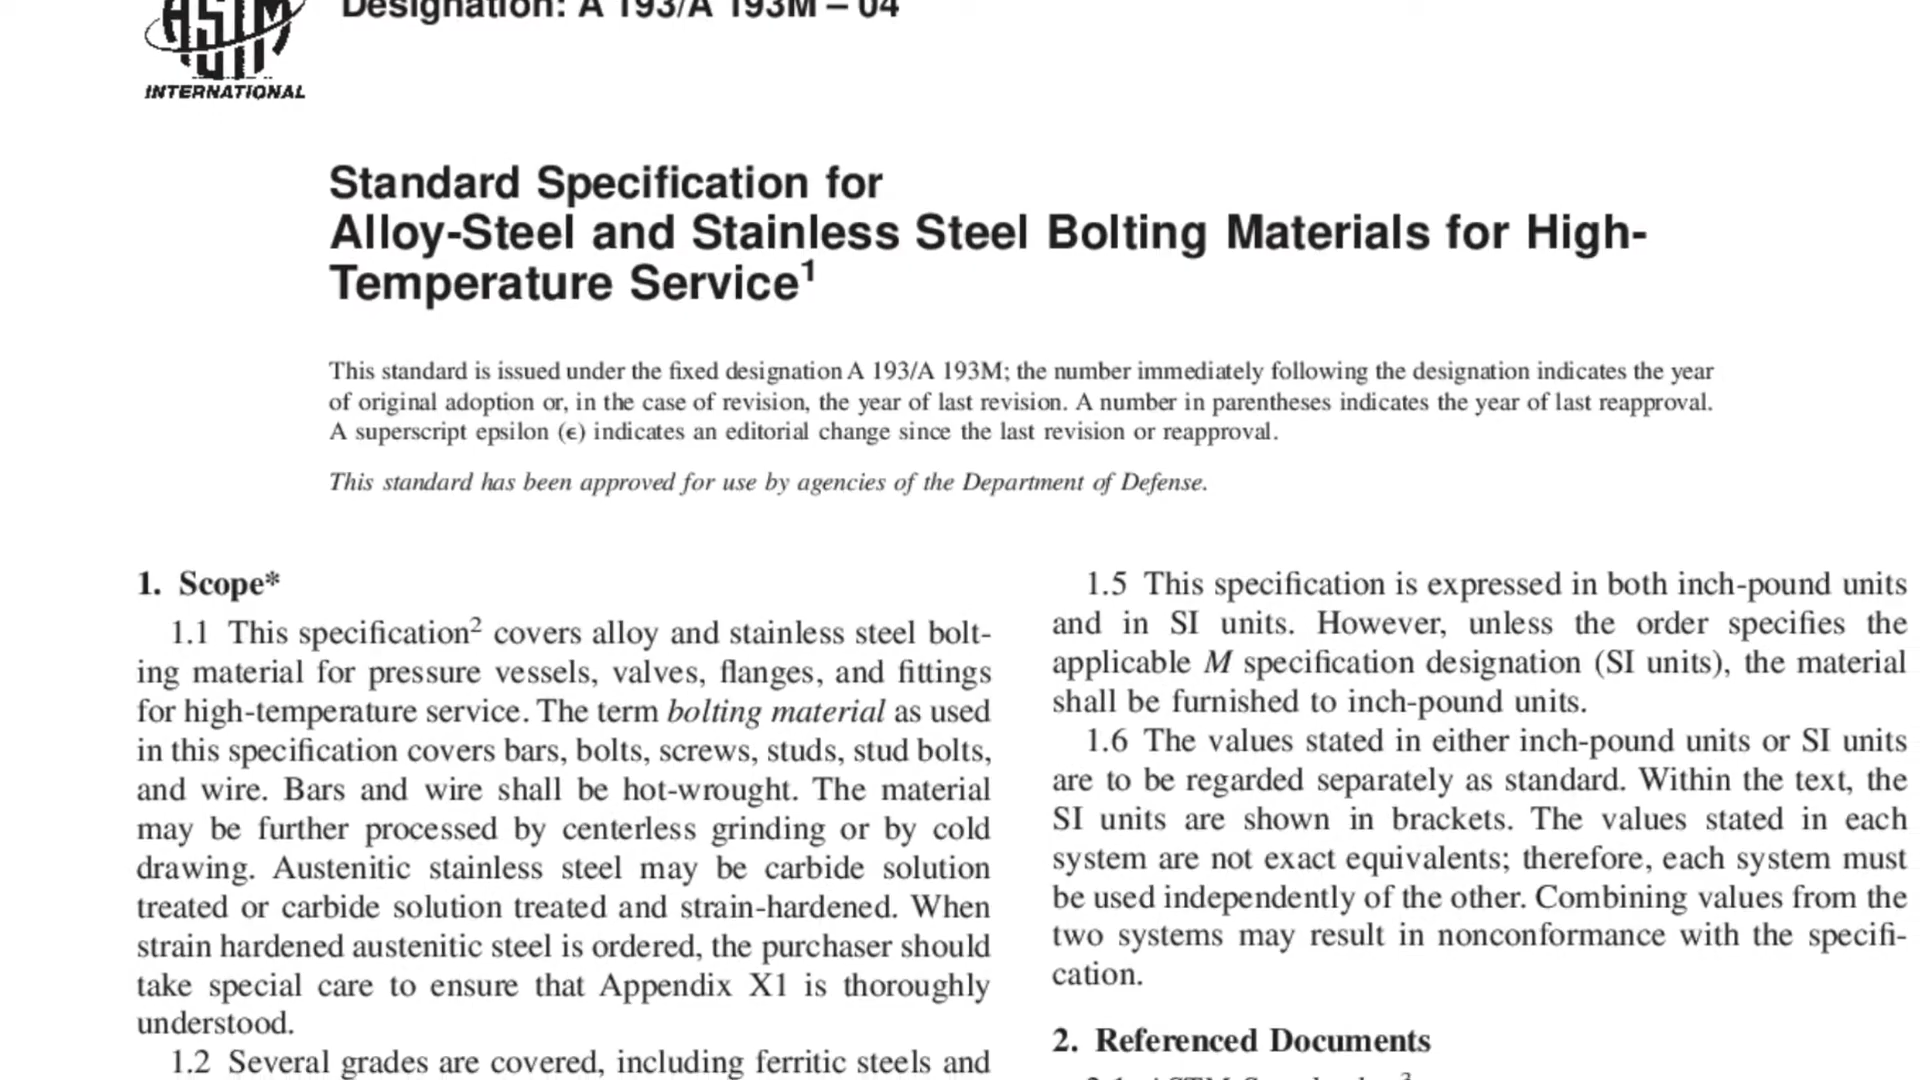 Designation: A 193/A 193M – 04
ASTM
INTERNATIONAL
Standard Specification for
Alloy-Steel and Stainless Steel Bolting Materials for High-
Temperature Service1
This standard is issued under the fixed designation A 193/A 193M; the number immediately following the designation indicates the year
of original adoption or, in the case of revision, the year of last revision. A number in parentheses indicates the year of last reapproval.
A superscript epsilon (ϵ) indicates an editorial change since the last revision or reapproval.
This standard has been approved for use by agencies of the Department of Defense.
1. Scope*
1.1 This specification2 covers alloy and stainless steel bolt-
ing material for pressure vessels, valves, flanges, and fittings
for high-temperature service. The term bolting material as used
in this specification covers bars, bolts, screws, studs, stud bolts,
and wire. Bars and wire shall be hot-wrought. The material
may be further processed by centerless grinding or by cold
drawing. Austenitic stainless steel may be carbide solution
treated or carbide solution treated and strain-hardened. When
strain hardened austenitic steel is ordered, the purchaser should
take special care to ensure that Appendix X1 is thoroughly
understood.
1.2 Several grades are covered, including ferritic steels and
1.5 This specification is expressed in both inch-pound units
and in SI units. However, unless the order specifies the
applicable M specification designation (SI units), the material
shall be furnished to inch-pound units.
1.6 The values stated in either inch-pound units or SI units
are to be regarded separately as standard. Within the text, the
SI units are shown in brackets. The values stated in each
system are not exact equivalents; therefore, each system must
be used independently of the other. Combining values from the
two systems may result in nonconformance with the specifi-
cation.
2. Referenced Documents